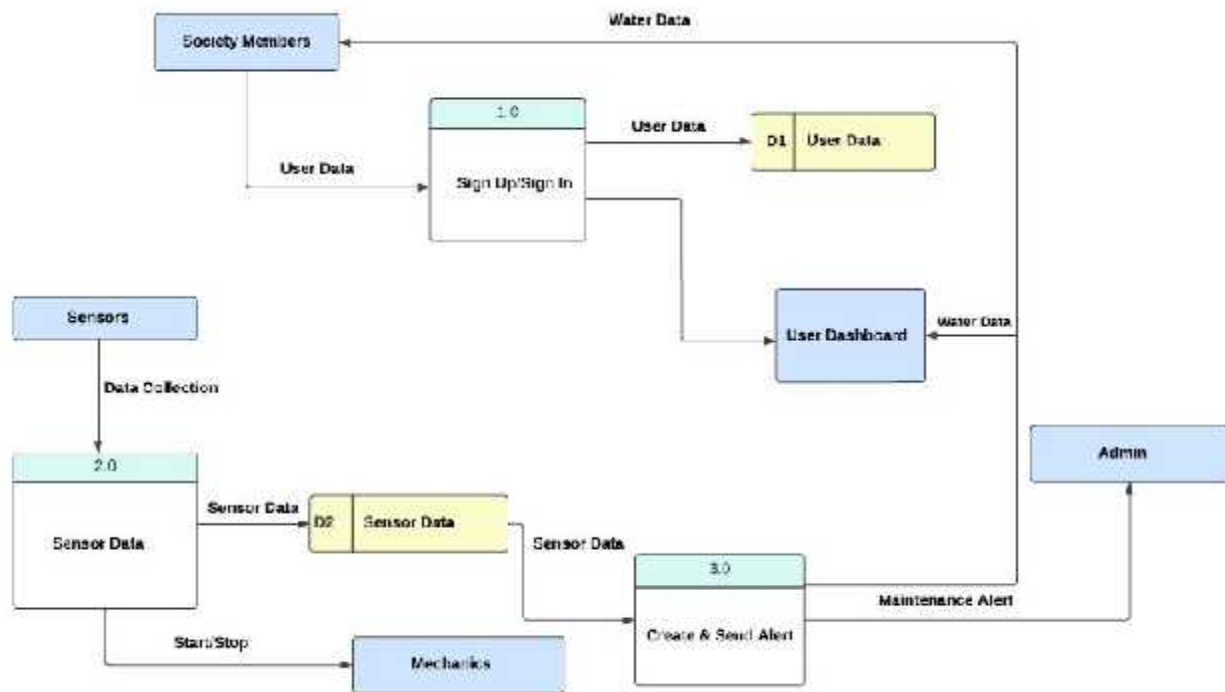 Water Data
Society Members
1.0
User Data
D1 User Data
User Data
Sign Up/Sign In
Sensors
User Dashboard
Water Data
Data Collection
Admin
2.0
Sensor Data
D2 Sensor Data
Sensor Data
Sensor Data
3.0
Maintenance Alert
Create & Send Alert
Start/Stop
Mechanics